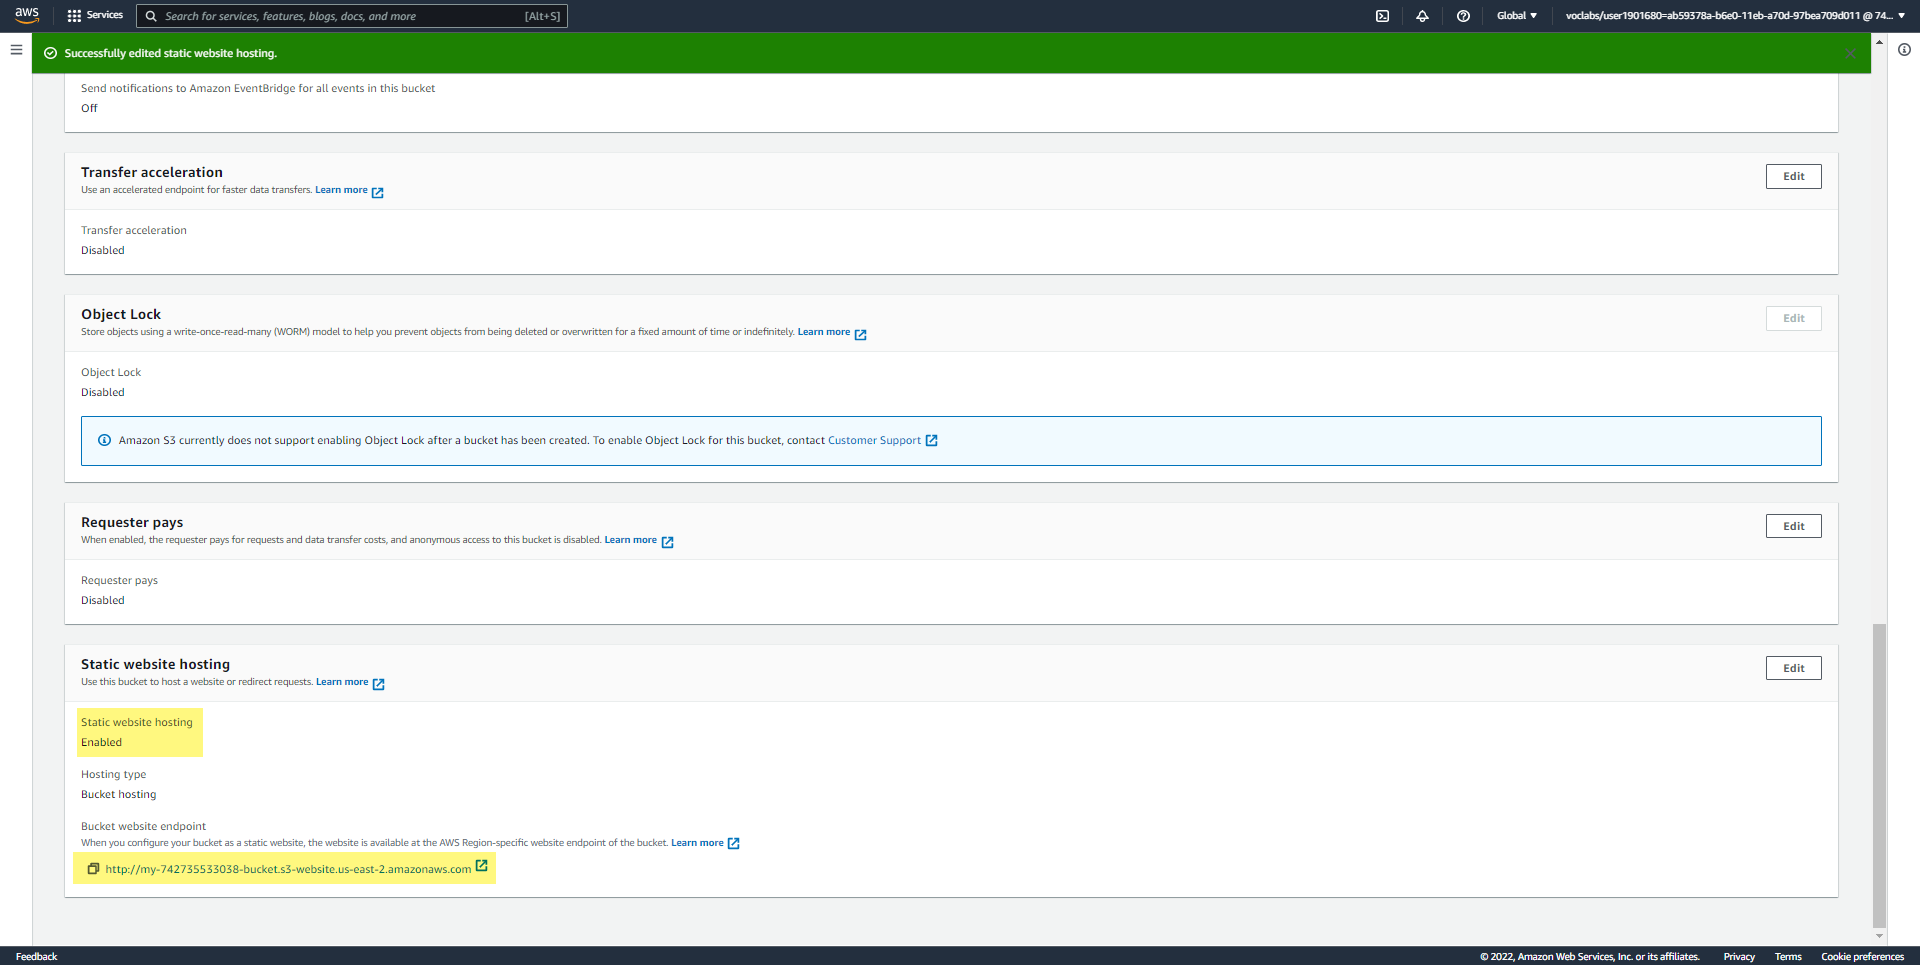 aws
Services
Search for services, features, blogs, docs, and more
[Alt+S]
Global
voclabs/user1901680=ab59378a-b6e0-11eb-a70d-97bea709d011 @ 74...
Successfully edited static website hosting.
Send notifications to Amazon EventBridge for all events in this bucket
Off
Transfer acceleration
Edit
Use an accelerated endpoint for faster data transfers. Learn more
Transfer acceleration
Disabled
Object Lock
Edit
Store objects using a write-once-read-many (WORM) model to help you prevent objects from being deleted or overwritten for a fixed amount of time or indefinitely. Learn more
Object Lock
Disabled
Amazon S3 currently does not support enabling Object Lock after a bucket has been created. To enable Object Lock for this bucket, contact Customer Support
Requester pays
Edit
When enabled, the requester pays for requests and data transfer costs, and anonymous access to this bucket is disabled. Learn more
Requester pays
Disabled
Static website hosting
Edit
Use this bucket to host a website or redirect requests. Learn more
Static website hosting
Enabled
Hosting type
Bucket hosting
Bucket website endpoint
When you configure your bucket as a static website, the website is available at the AWS Region-specific website endpoint of the bucket. Learn more
http://my-742735533038-bucket.s3-website.us-east-2.amazonaws.com
Feedback
© 2022, Amazon Web Services, Inc. or its affiliates.
Privacy
Terms
Cookie preferences